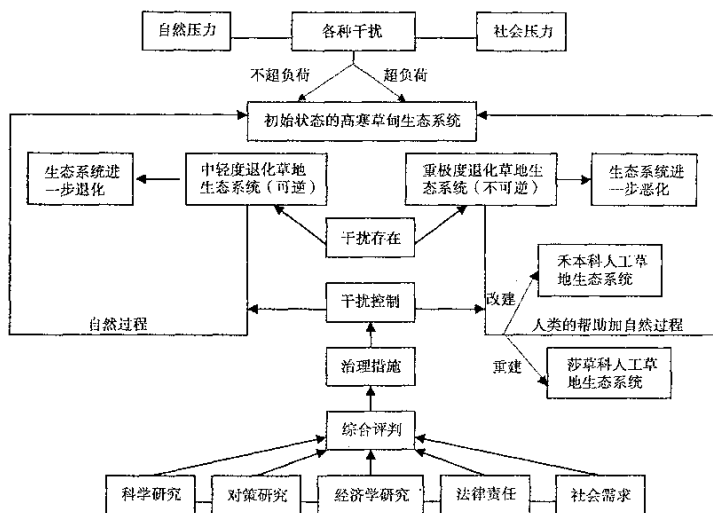 自然压力
各种干扰
社会压力
不超负荷
超负荷
初始状态的高寒草甸生态系统
生态系统进
一步退化
中轻度退化草地
生态系统（可逆）
重极度退化草地生
态系统（不可逆）
生态系统进
一步恶化
干扰存在
禾本科人工草
地生态系统
干扰控制
改建
自然过程
人类的帮助加自然过程
治理措施
重建
莎草科人工草
地生态系统
综合评判
科学研究
对策研究
经济学研究
法律责任
社会需求